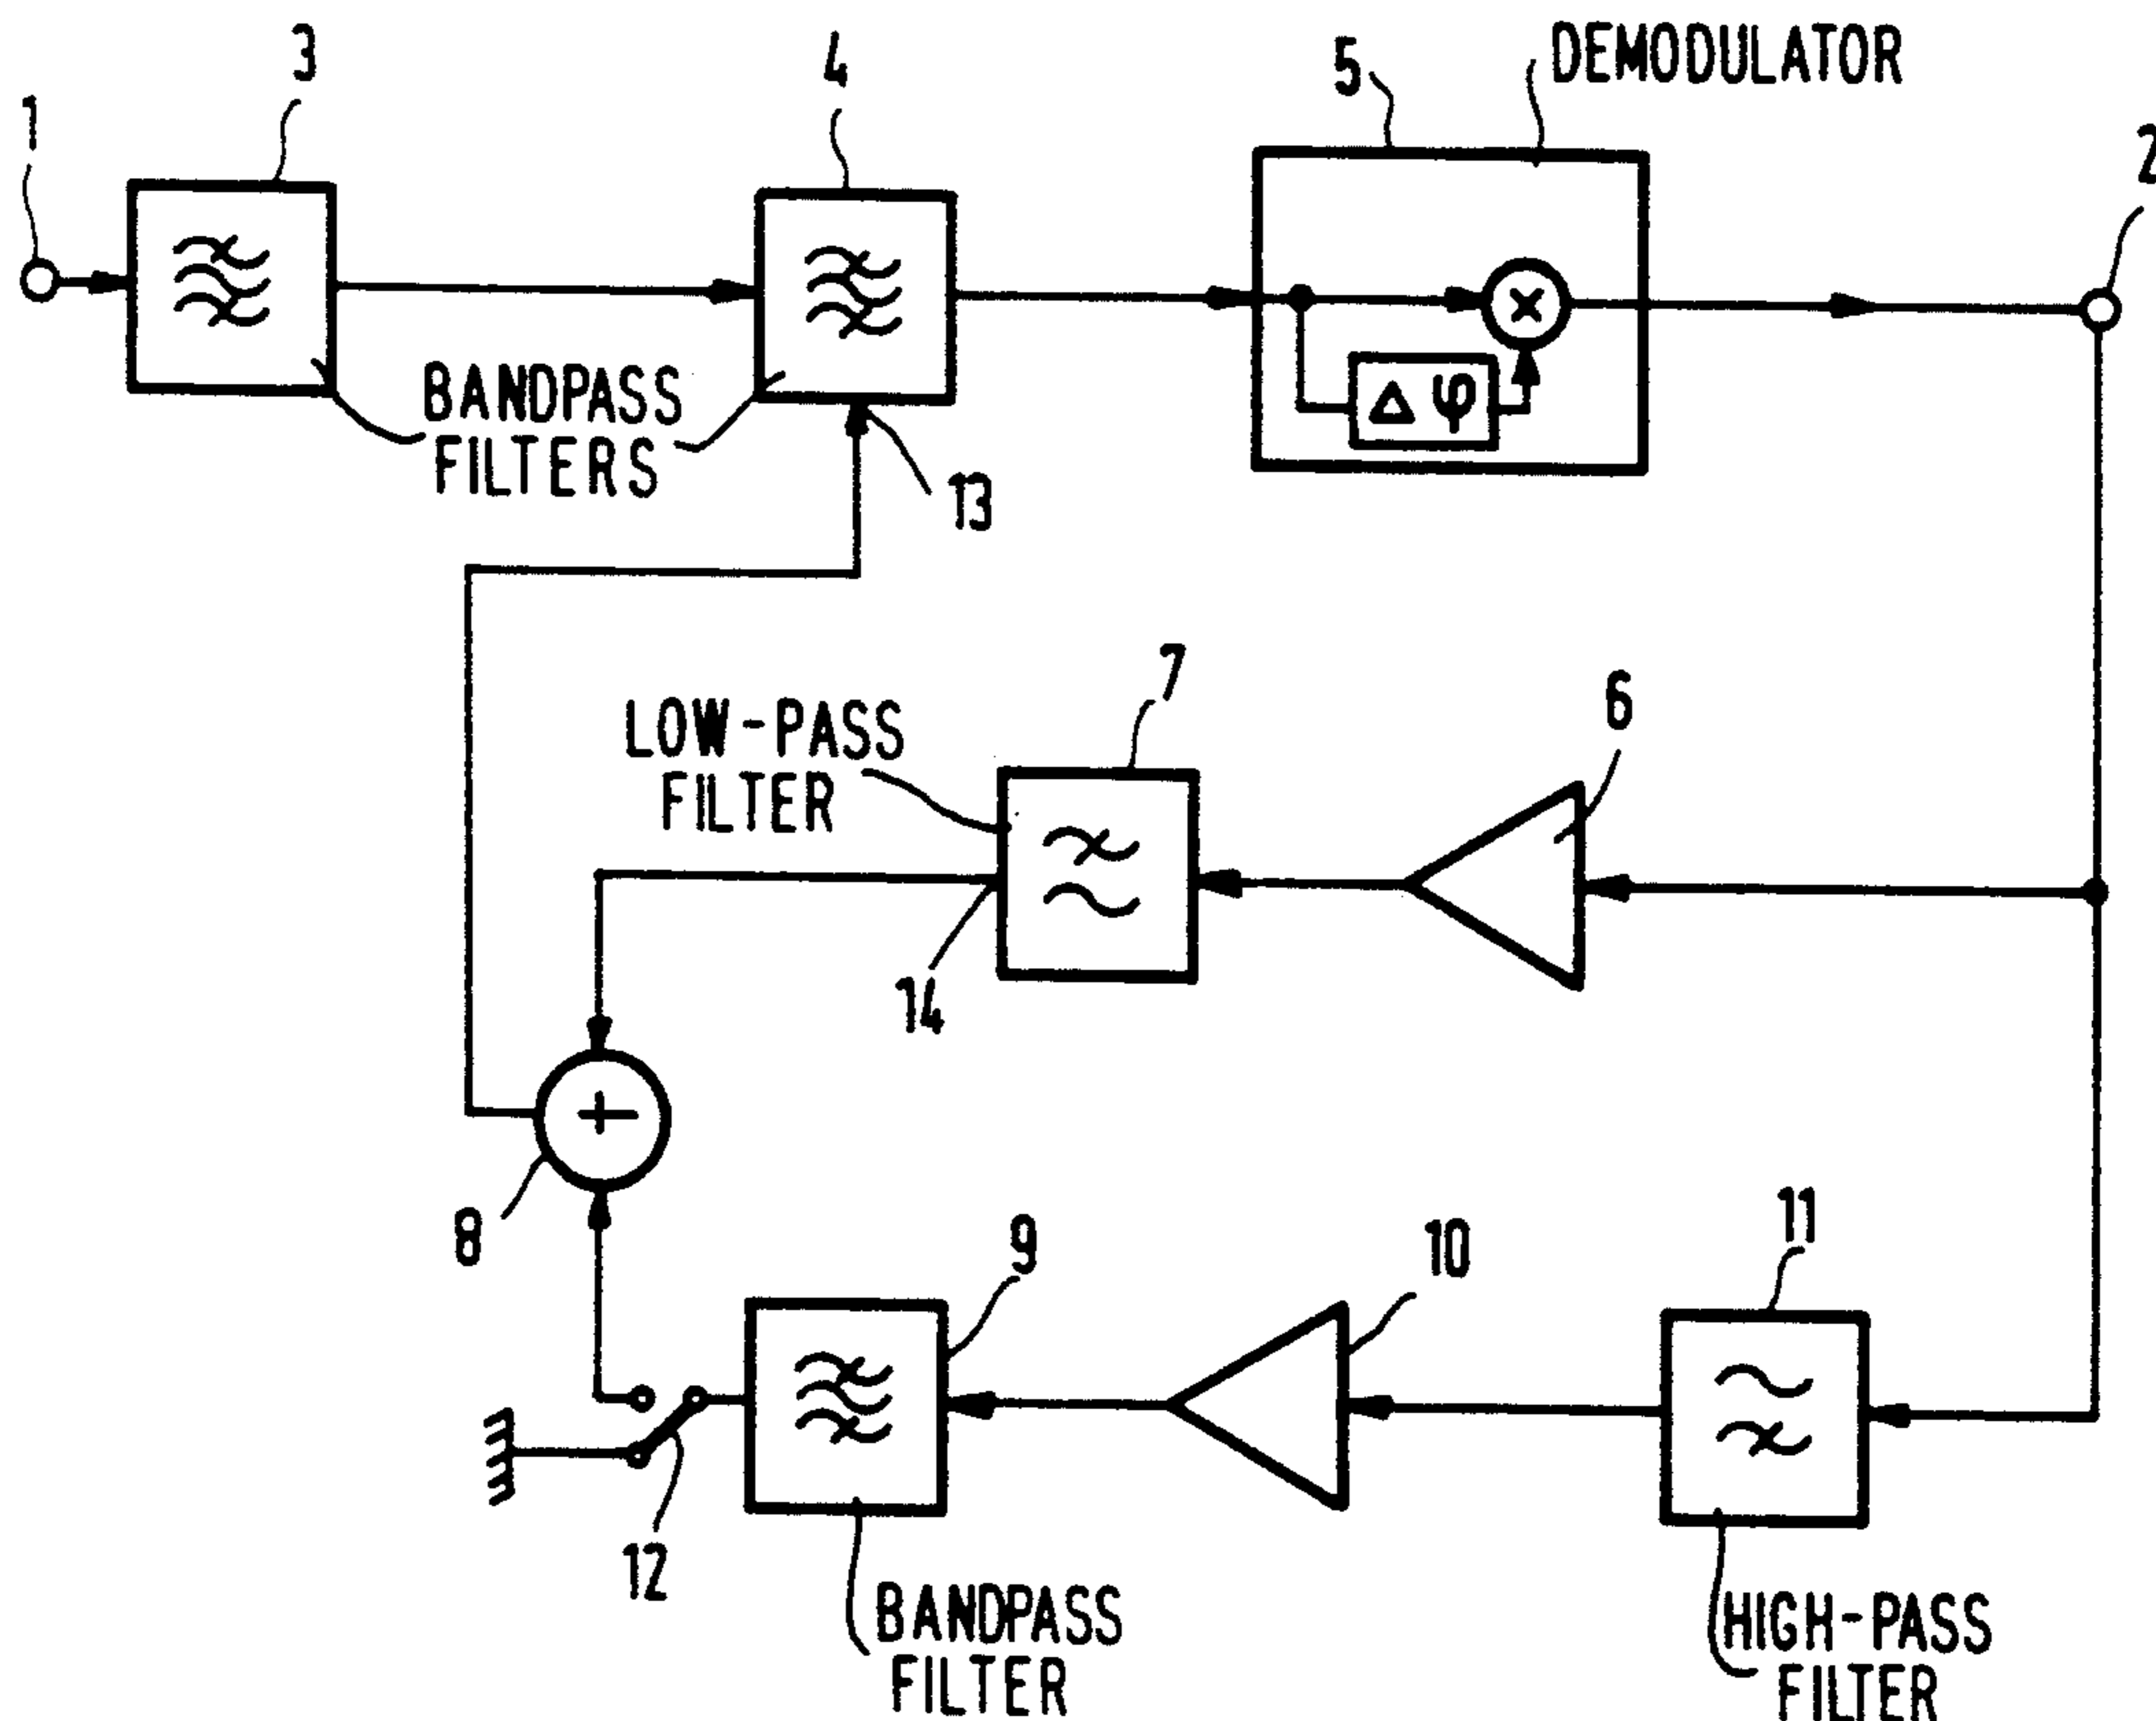 1
3
4
5
DEMODULATOR
2
BANDPASS
FILTERS
Δ φ
13
7
6
LOW-PASS
FILTER
14
8
9
10
11
12
BANDPASS
FILTER
HIGH-PASS
FILTER